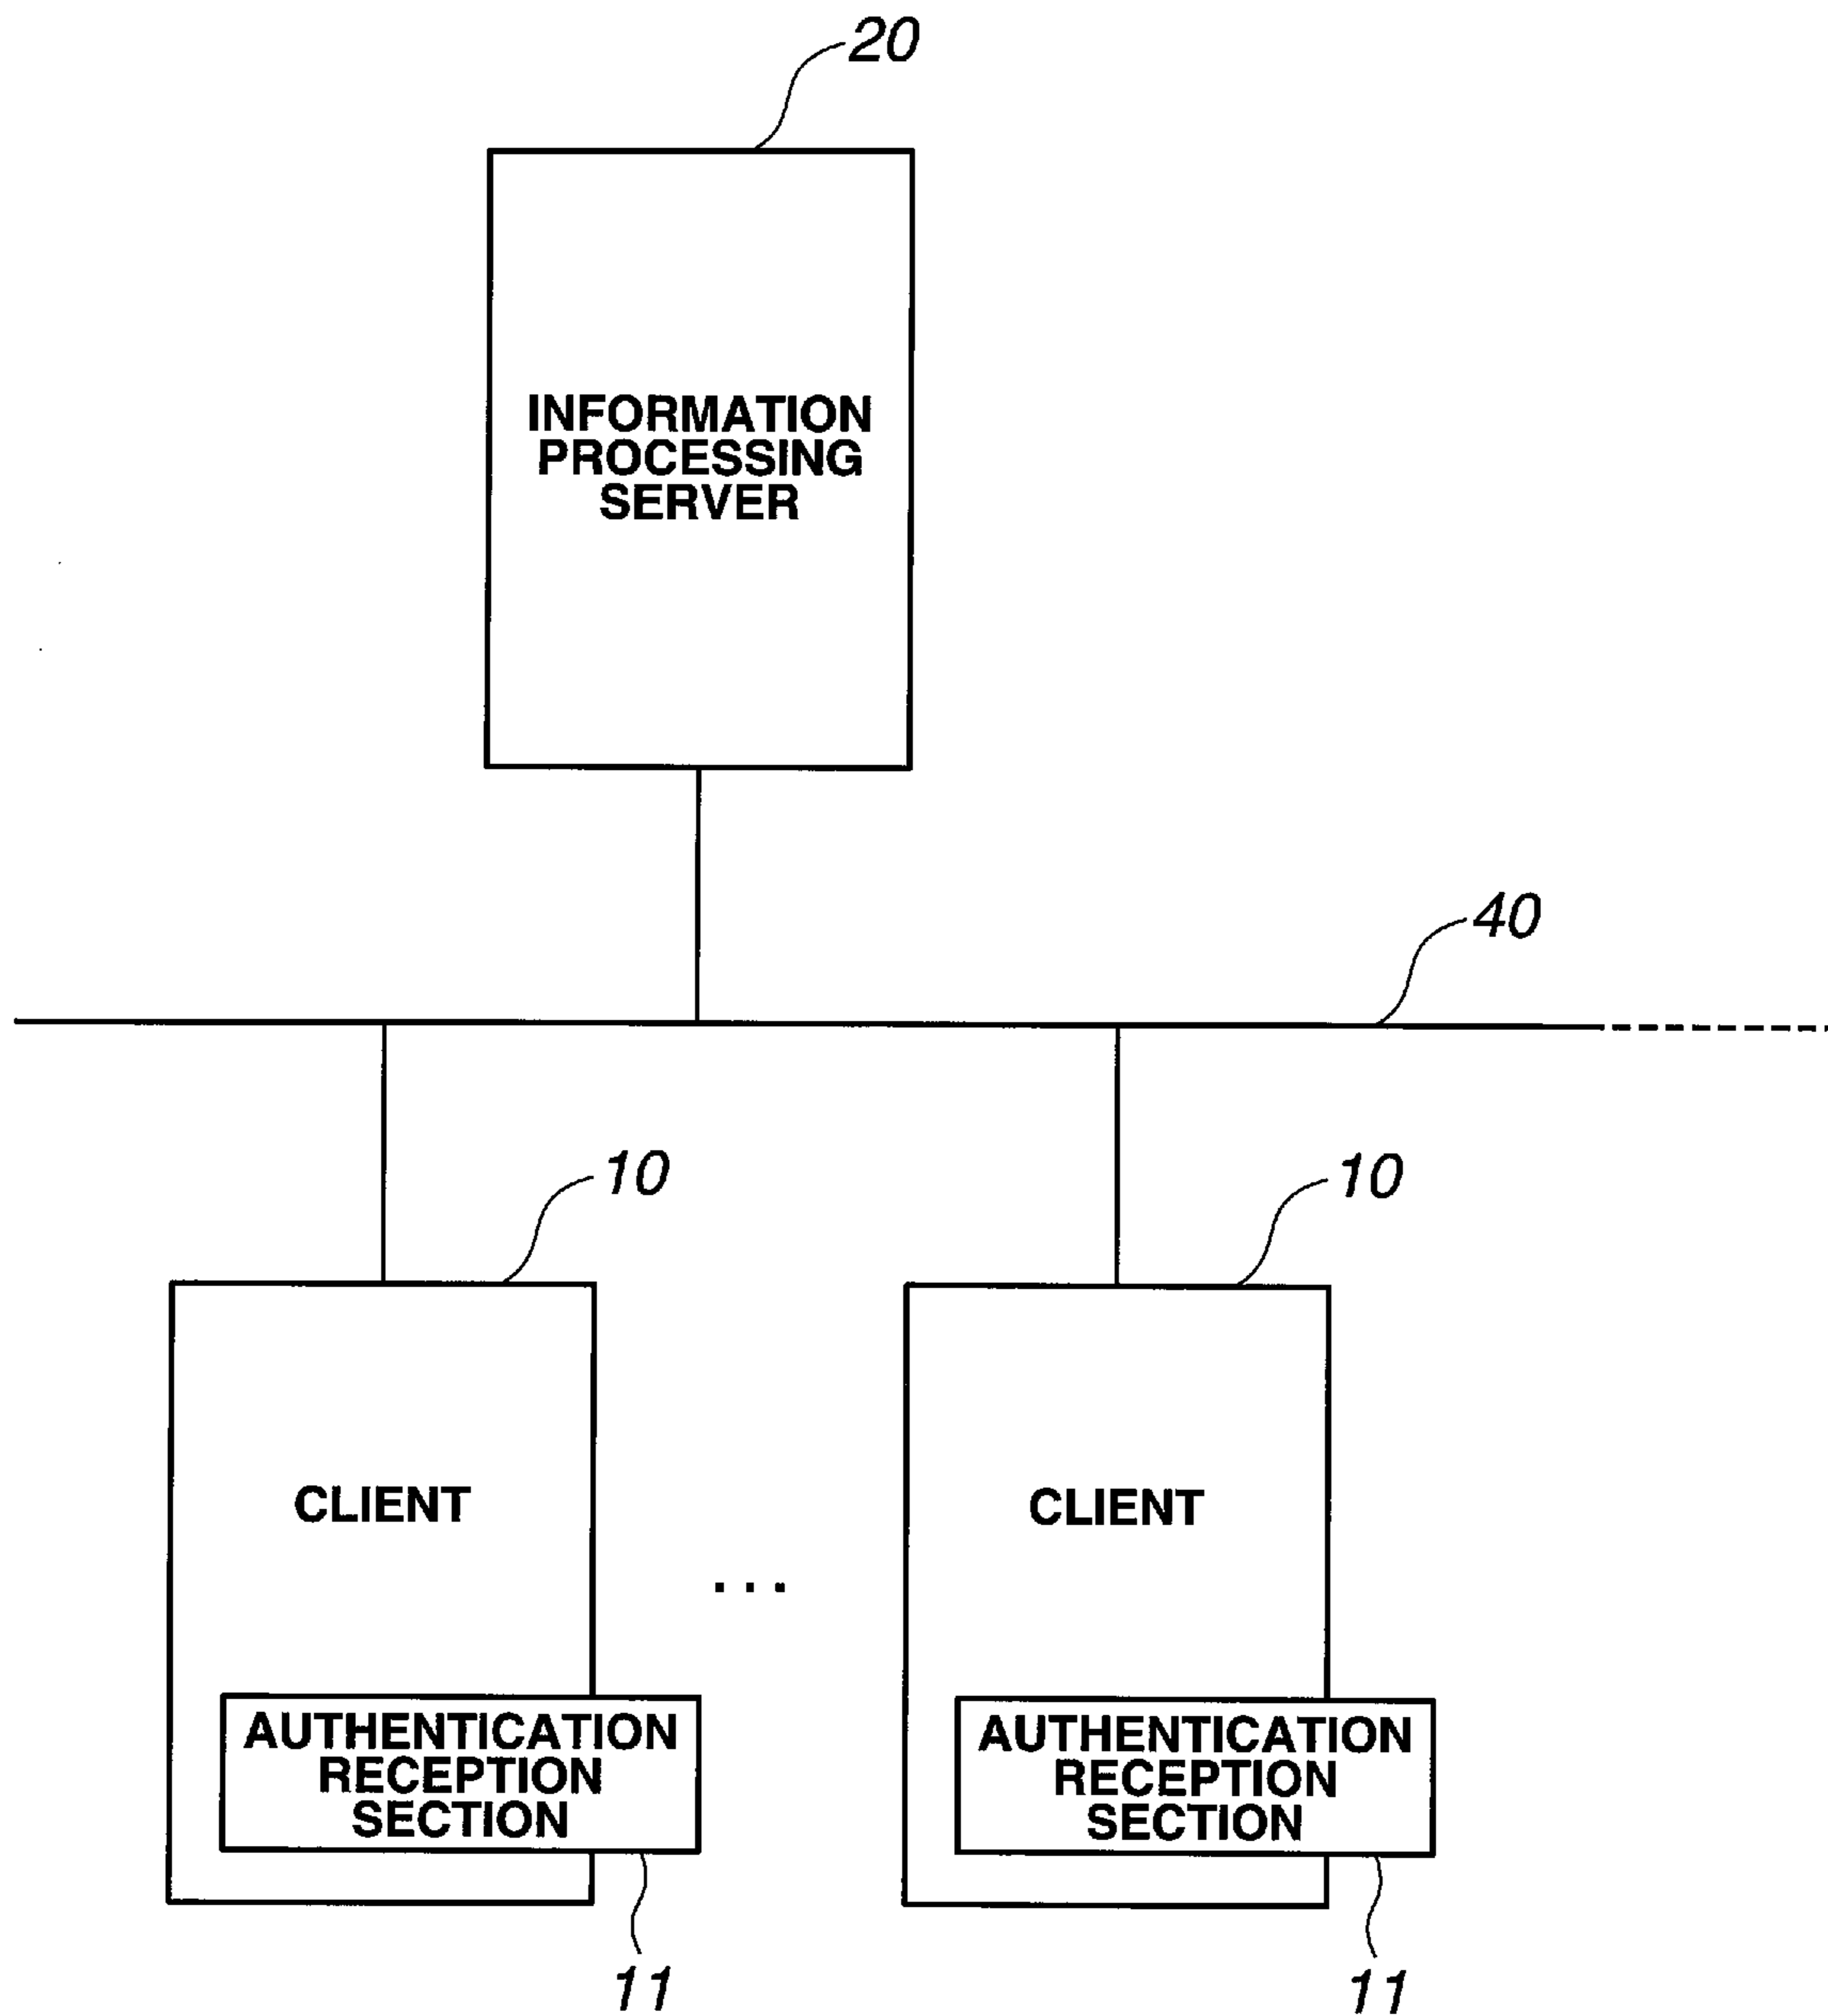 20
INFORMATION
PROCESSING
SERVER
40
10
10
CLIENT
CLIENT
...
AUTHENTICATION
RECEPTION
SECTION
AUTHENTICATION
RECEPTION
SECTION
11
11